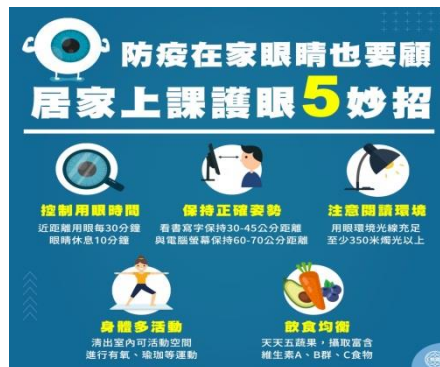 防疫在家眼睛也要顧
居家上課護眼5妙招
控制用眼時間
近距離用眼每30分鐘
眼睛休息10分鐘
保持正確姿勢
看書寫字保持30-45公分距離
與電腦螢幕保持60-70公分距離
注意閱讀環境
用眼環境光線充足
至少350米燭光以上
身體多活動
清出室內可活動空間
進行有氧、瑜珈等運動
飲食均衡
天天五蔬果，攝取富含
維生素A、B群、C食物